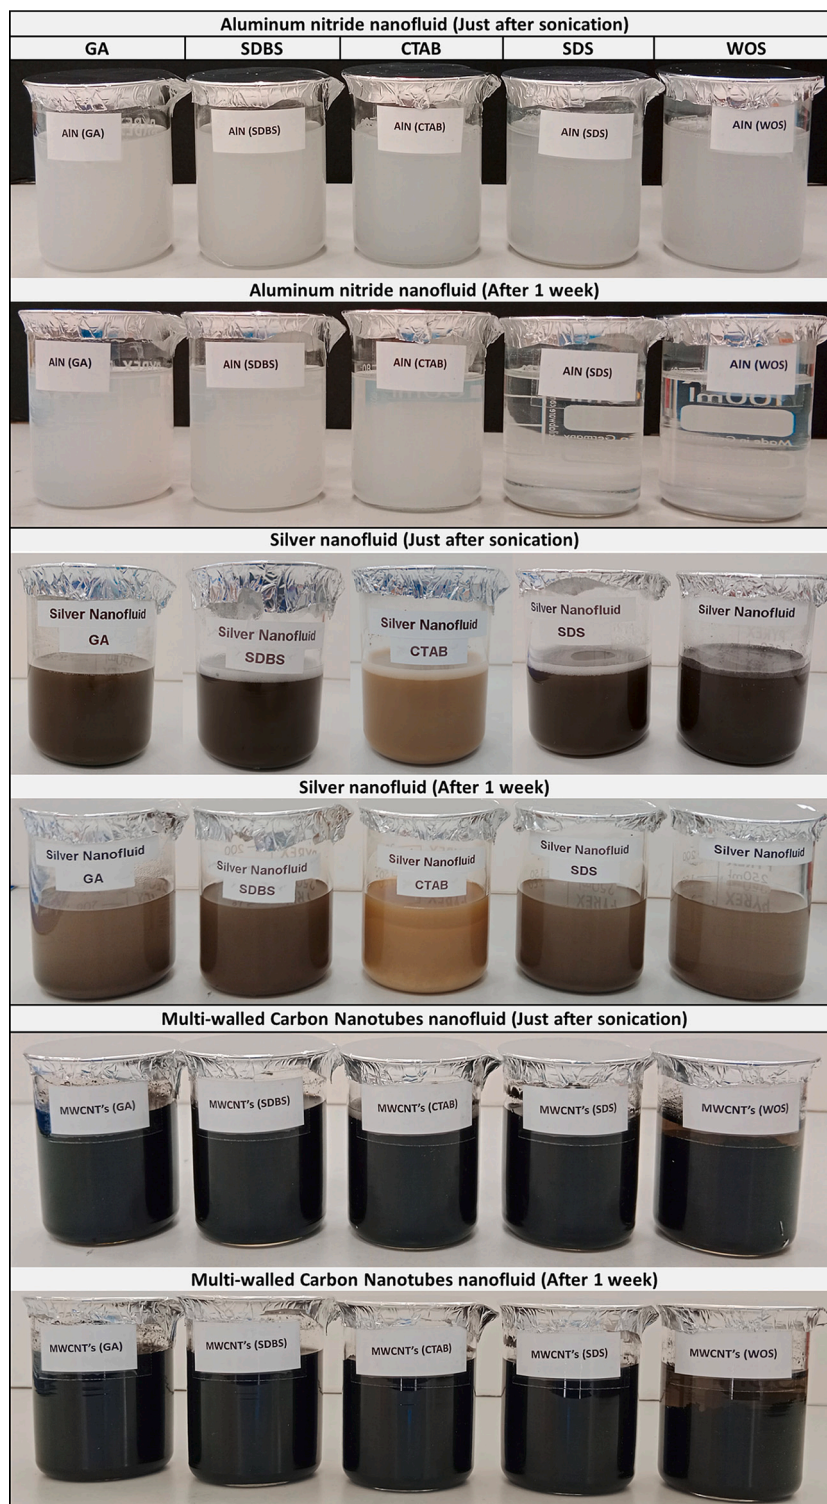 Aluminum nitride nanofluid (Just after sonication)
GA SDBS CTAB SDS WOS
AlN (GA) AlN (SDBS) AlN (CTAB) AlN (SDS) AlN (WOS)
Aluminum nitride nanofluid (After 1 week)
AlN (GA) AlN (SDBS) AlN (CTAB) AlN (SDS) AlN (WOS)
100ml
Silver nanofluid (Just after sonication)
Silver Nanofluid
GA
Silver Nanofluid
SDBS
Silver Nanofluid
CTAB
Silver Nanofluid
SDS
Silver Nanofluid
Silver nanofluid (After 1 week)
Silver Nanofluid
GA
Silver Nanofluid
SDBS
Silver Nanofluid
CTAB
Silver Nanofluid
SDS
Silver Nanofluid
Multi-walled Carbon Nanotubes nanofluid (Just after sonication)
MWCNT's (GA) MWCNT's (SDBS) MWCNT's (CTAB) MWCNT's (SDS) MWCNT's (WOS)
Multi-walled Carbon Nanotubes nanofluid (After 1 week)
MWCNT's (GA) MWCNT's (SDBS) MWCNT's (CTAB) MWCNT's (SDS) MWCNT's (WOS)